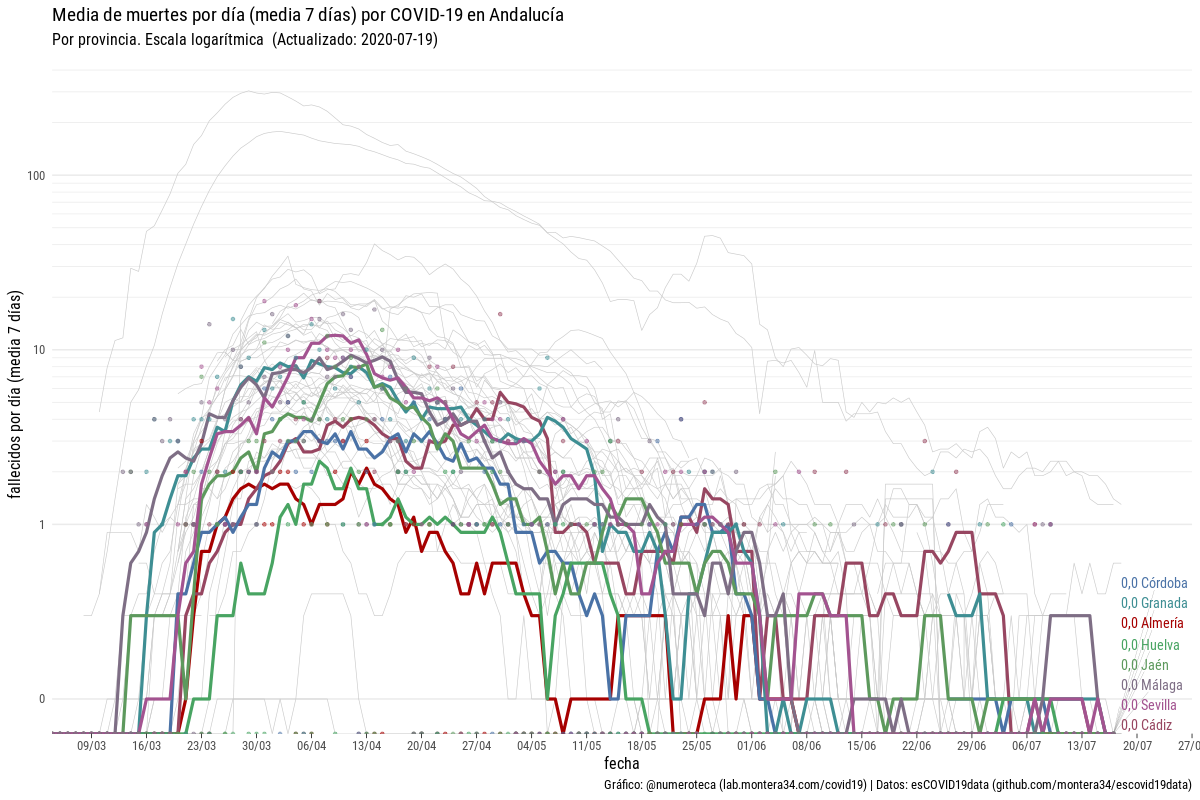 Media de muertes por día (media 7 días) por COVID-19 en Andalucía
Por provincia. Escala logarítmica (Actualizado: 2020-07-19)
fallecidos por día (media 7 días)
100
10
1
0
0,0 Córdoba
0,0 Granada
0,0 Almería
0,0 Huelva
0,0 Jaén
0,0 Málaga
0,0 Sevilla
0,0 Cádiz
09/03 16/03 23/03 30/03 06/04 13/04 20/04 27/04 04/05 11/05 18/05 25/05 01/06 08/06 15/06 22/06 29/06 06/07 13/07 20/07 27/0
fecha
Gráfico: @numeroteca (lab.montera34.com/covid19) | Datos: esCOVID19data (github.com/montera34/escovid19data)